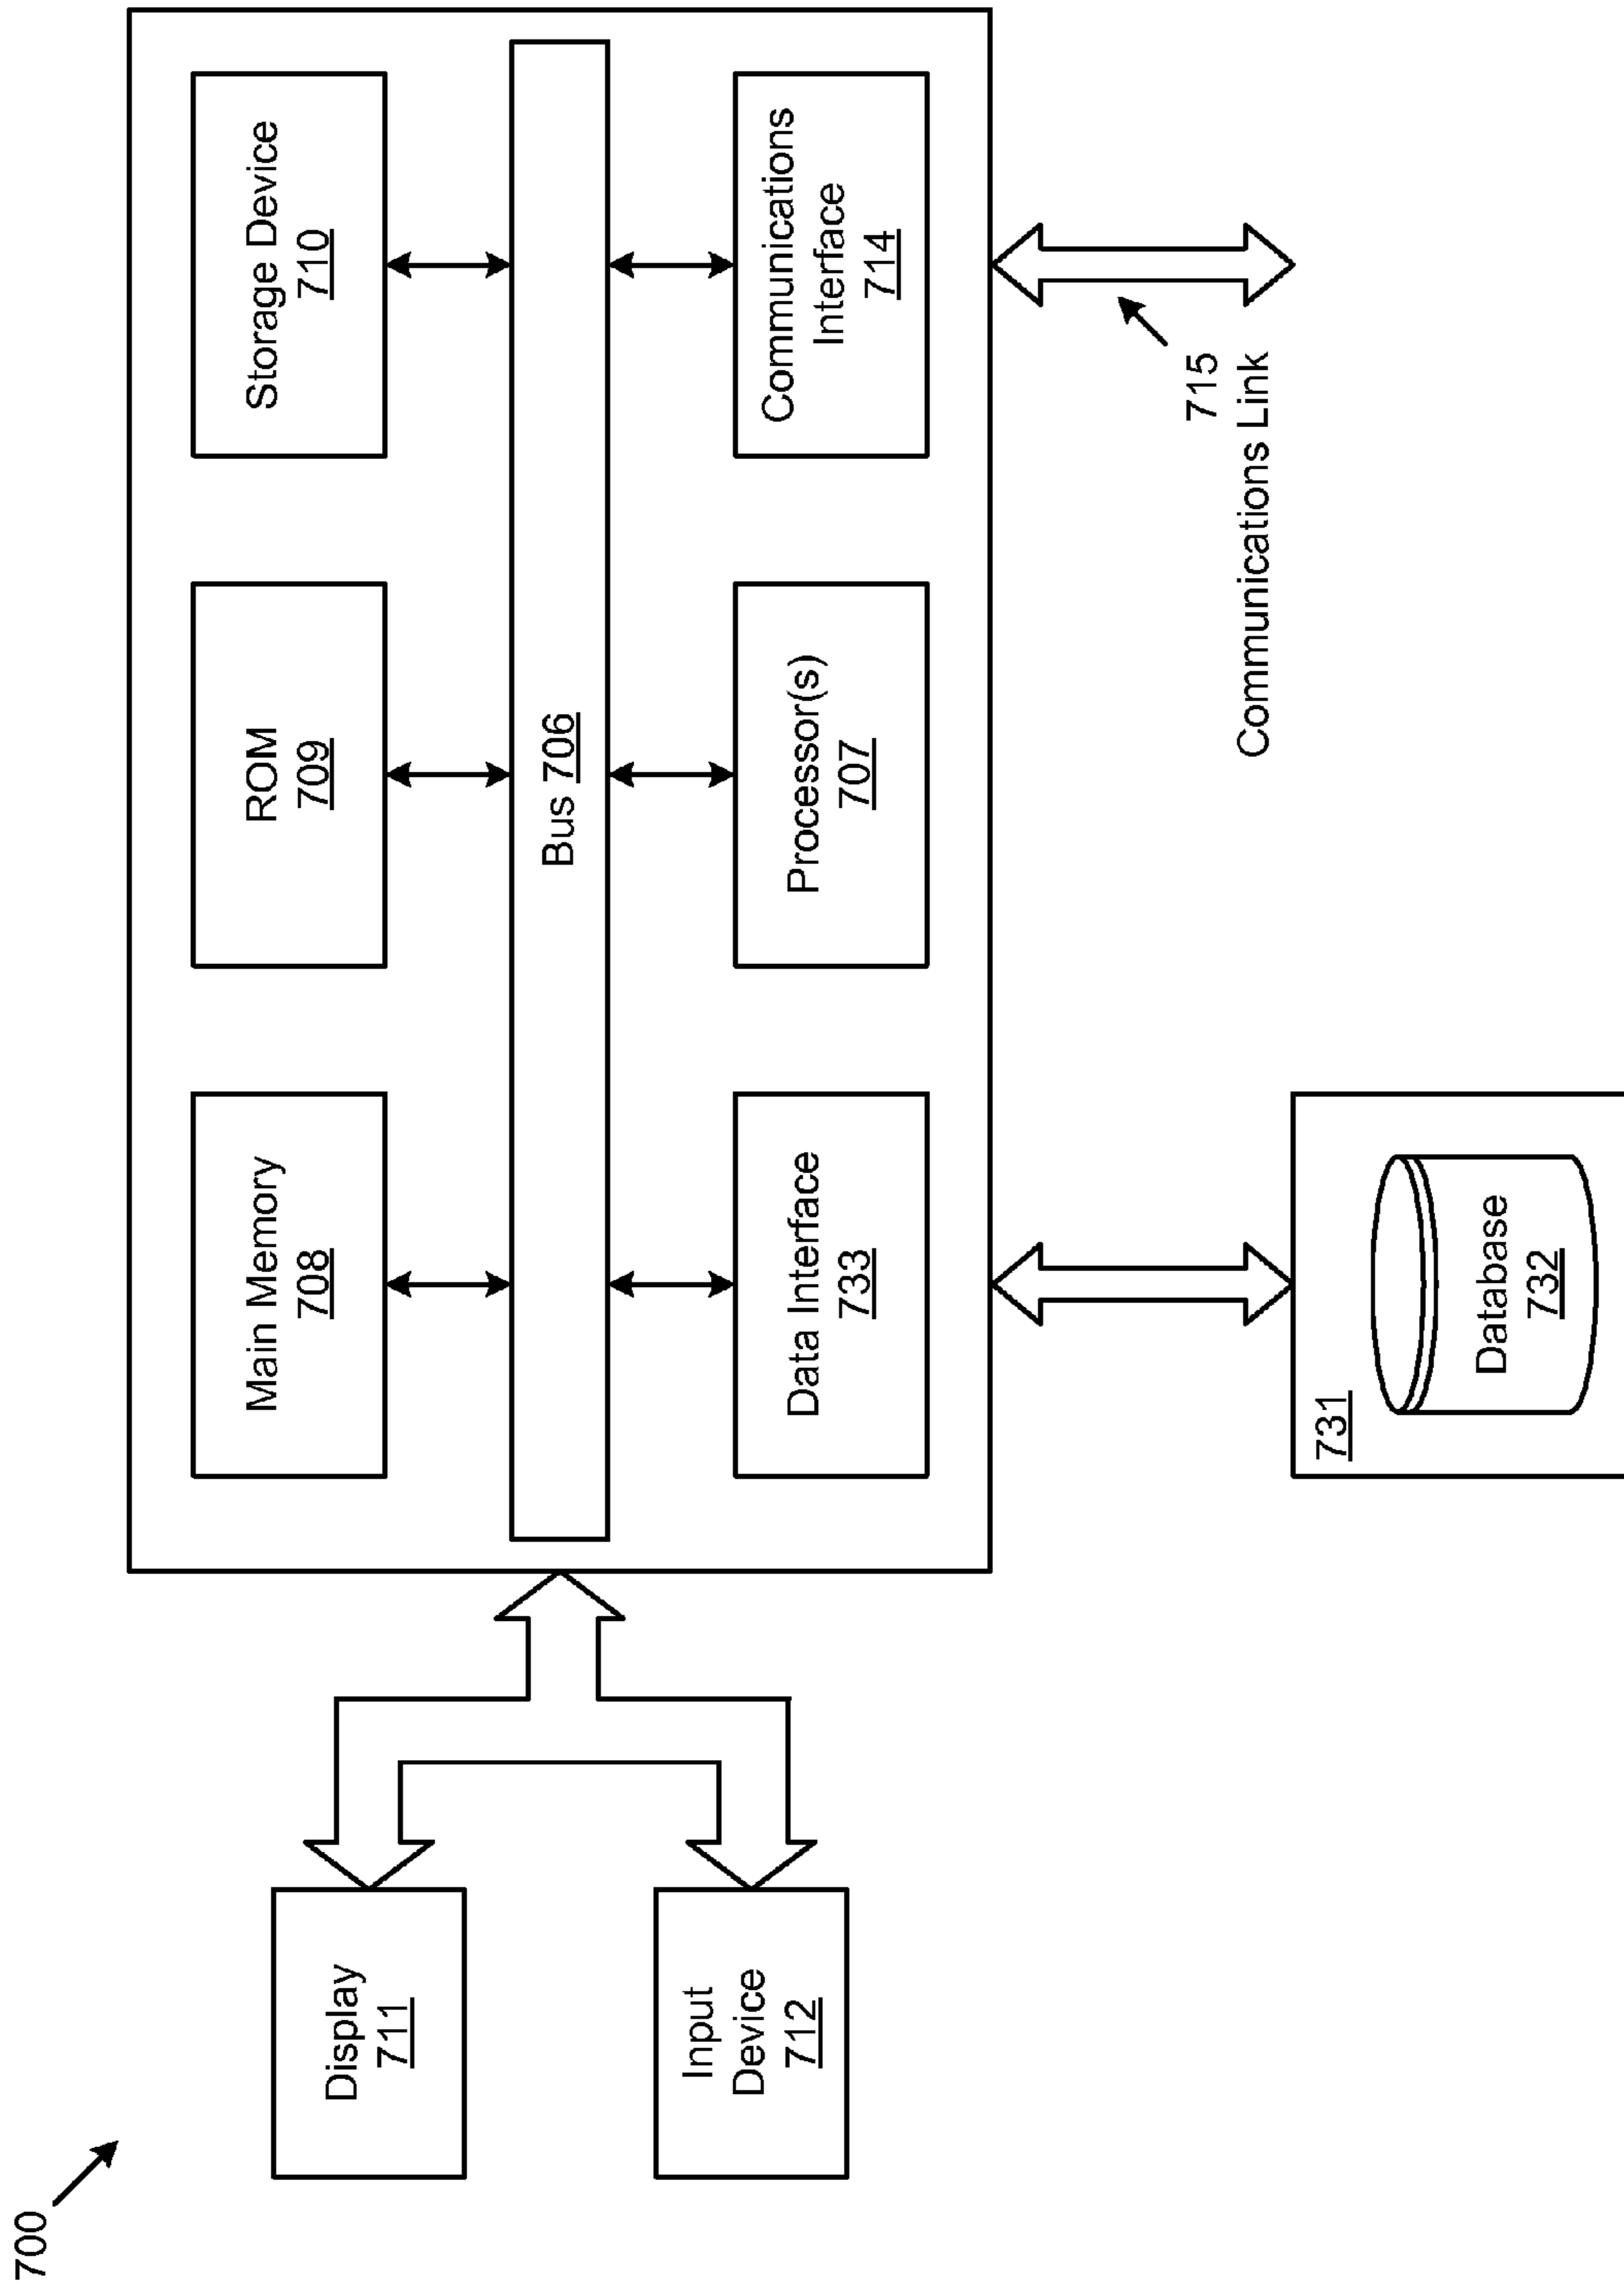 700
Main Memory
708
ROM
709
Storage Device
710
Display
711
Bus 706
Input
Device
712
Data Interface
733
Processor(s)
707
Communications
Interface
714
715
Communications Link
731
Database
732